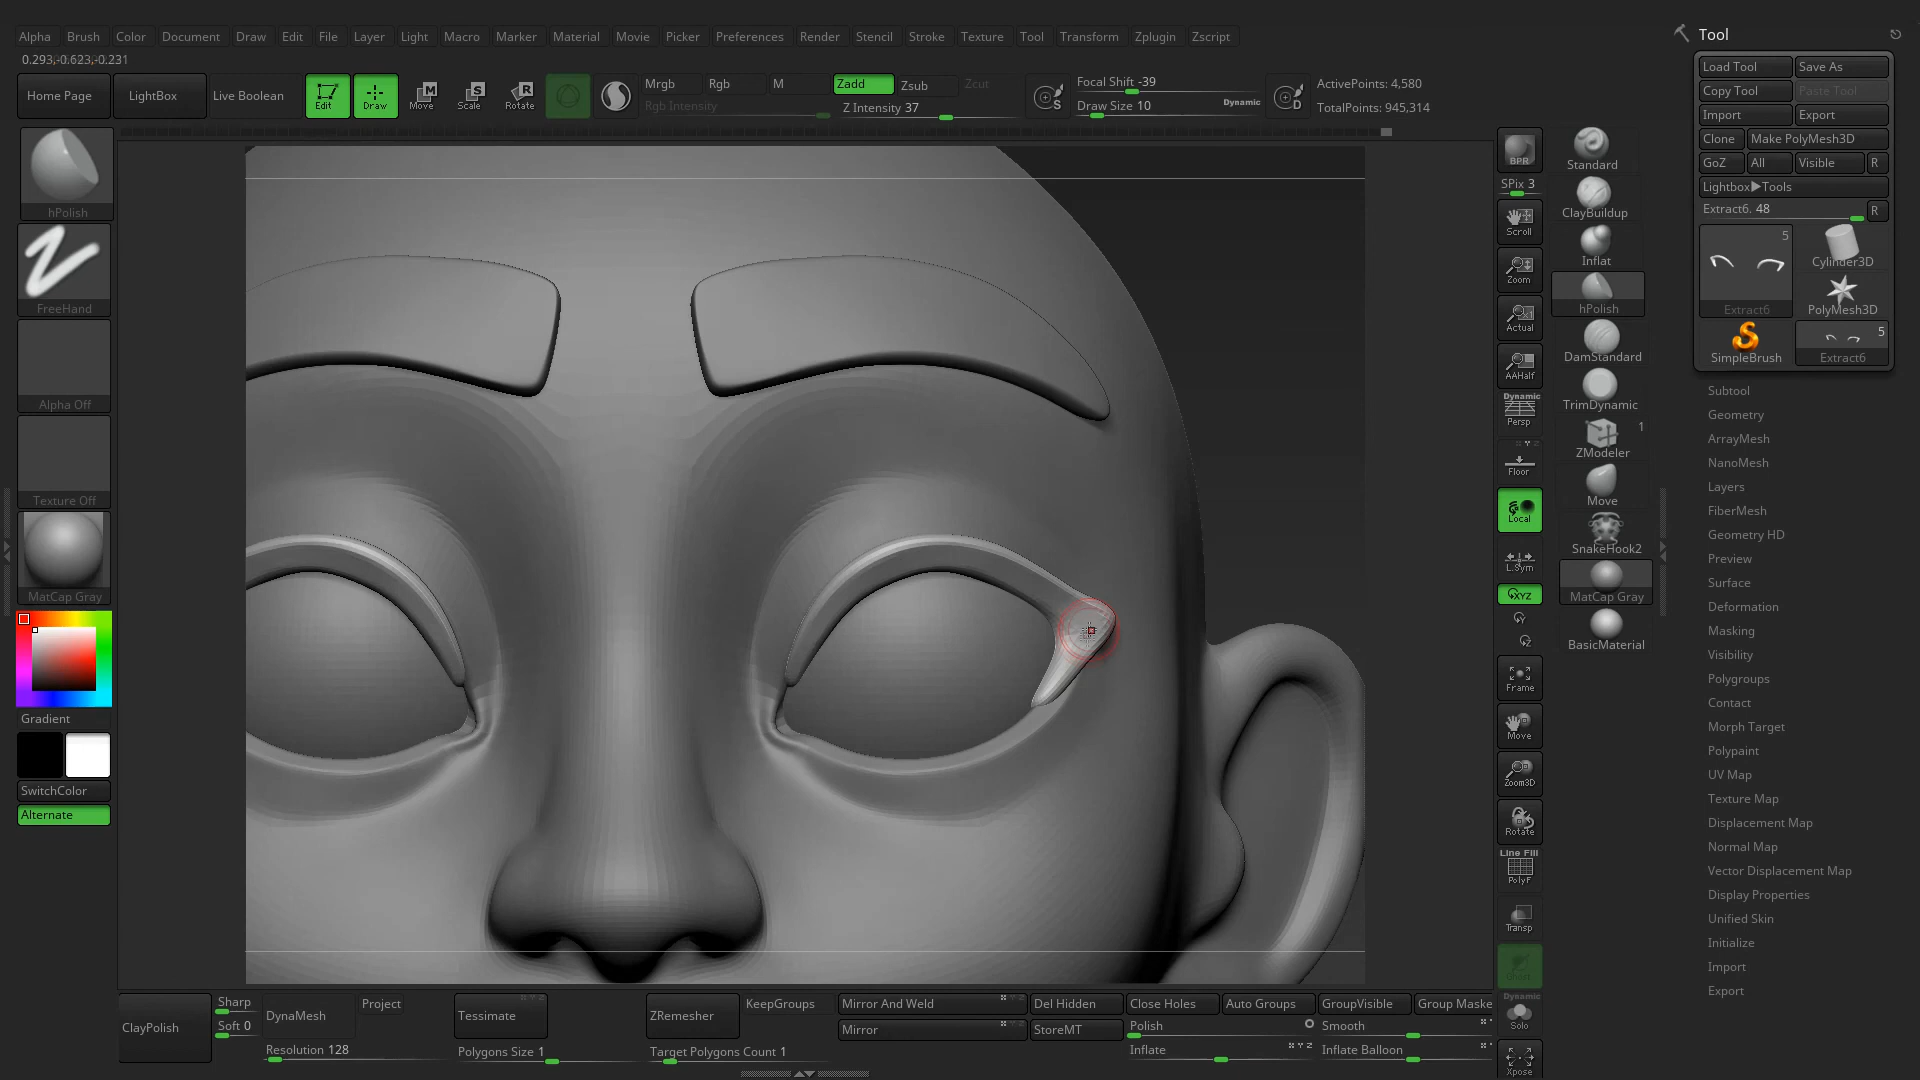 Alpha Brush Color Document Draw Edit File Layer Light Macro Marker Material Movie Picker Preferences Render Stencil Stroke Texture Tool Transform Zplugin Zscript
0.293,-0.623,-0.231
Home Page
LightBox
Live Boolean
Edit
Draw
Move
Scale
Rotate
Mrgb Rgb M
Rgb Intensity
Zadd Zsub Zcut
Z Intensity 37
S
Focal Shift -39
Draw Size 10
Dynamic
D
ActivePoints: 4,580
TotalPoints: 945,314
hPolish
FreeHand
Alpha Off
Texture Off
MatCap Gray
Gradient
SwitchColor
Alternate
BPR
SPix 3
Scroll
Zoom
Actual
AAHalf
Dynamic
Persp
Floor
Local
L.Sym
XYZ
Y
Z
Frame
Move
Zoom3D
Rotate
Line Fill
PolyF
Transp
Ghost
Dynamic
Solo
Xpose
Standard
ClayBuildup
Inflat
hPolish
DamStandard
TrimDynamic
1
ZModeler
Move
SnakeHook2
MatCap Gray
BasicMaterial
Tool
Load Tool Save As
Copy Tool Paste Tool
Import Export
Clone Make PolyMesh3D
GoZ All Visible R
Lightbox▶Tools
Extract6. 48 R
5
Extract6
Cylinder3D
PolyMesh3D
SimpleBrush
5
Extract6
Subtool
Geometry
ArrayMesh
NanoMesh
Layers
FiberMesh
Geometry HD
Preview
Surface
Deformation
Masking
Visibility
Polygroups
Contact
Morph Target
Polypaint
UV Map
Texture Map
Displacement Map
Normal Map
Vector Displacement Map
Display Properties
Unified Skin
Initialize
Import
Export
ClayPolish
Sharp
Soft 0
DynaMesh
Project
Resolution 128
Tessimate
Polygons Size 1
ZRemesher
KeepGroups
Target Polygons Count 1
Mirror And Weld
Mirror
Del Hidden
StoreMT
Close Holes
Auto Groups
GroupVisible
Group Maske
Polish
Smooth
Inflate
Inflate Balloon